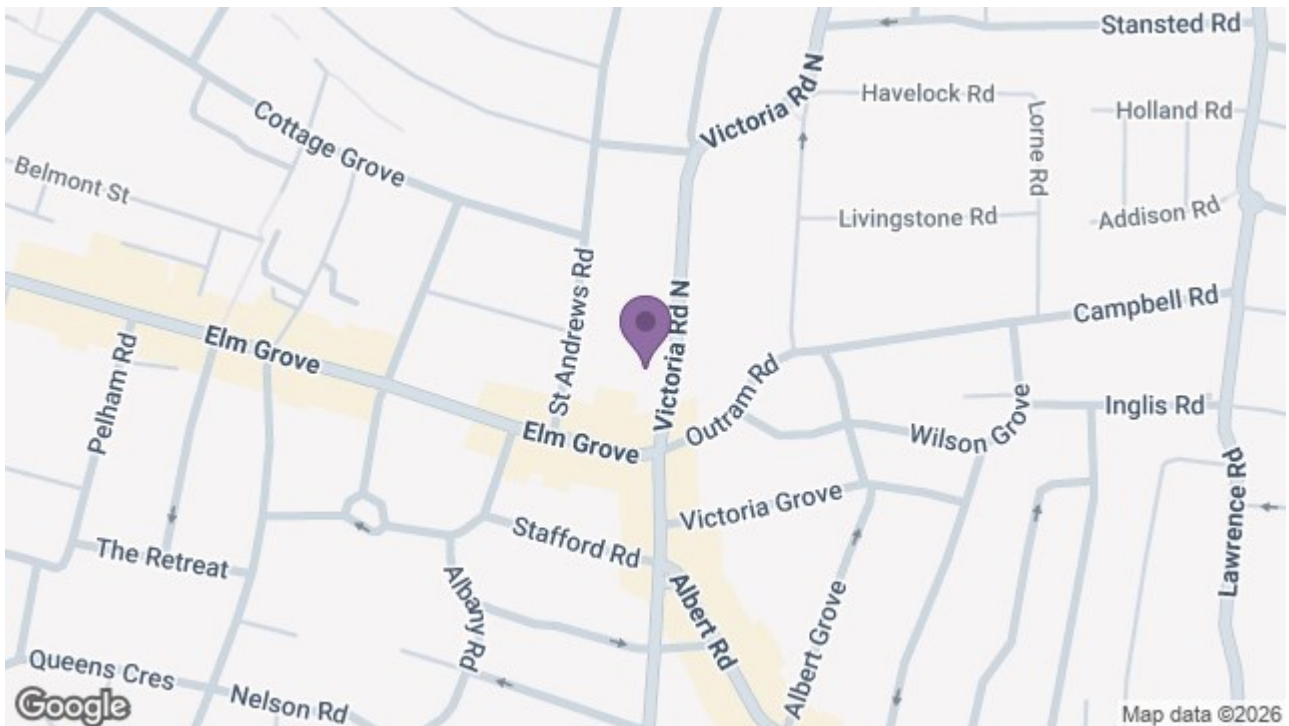 Stansted Rd
Victoria Rd N
Havelock Rd
Lorne Rd
Holland Rd
Cottage Grove
Belmont St
Livingstone Rd
Addison Rd
St Andrews Rd
Victoria Rd N
Campbell Rd
Elm Grove
Pelham Rd
Outram Rd
Elm Grove
Inglis Rd
Wilson Grove
Lawrence Rd
Victoria Grove
Stafford Rd
The Retreat
Albany Rd
Albert Rd
Albert Grove
Queens Cres
Nelson Rd
Google
Map data ©2026